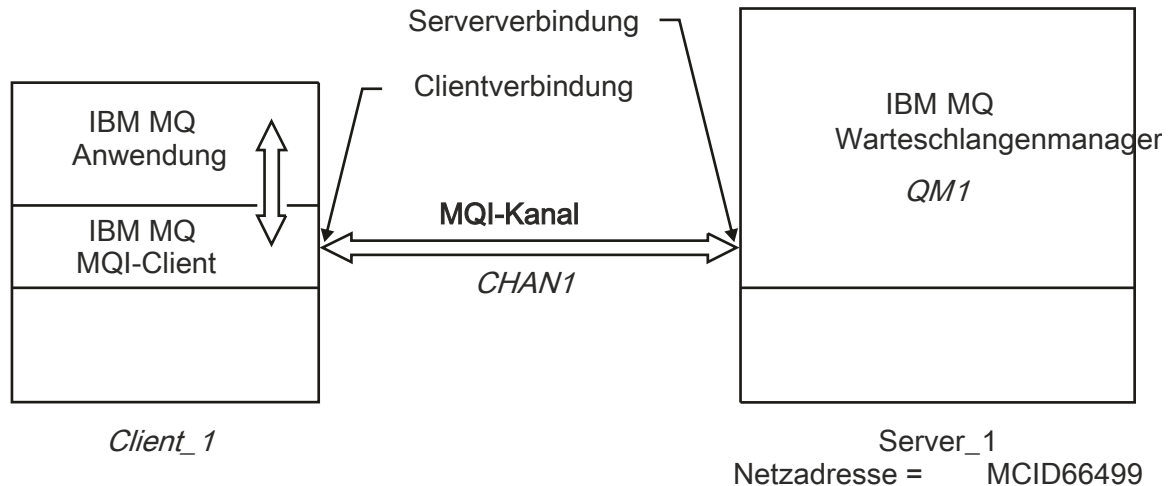 Serververbindung
Clientverbindung
IBM MQ
Anwendung
IBM MQ
MQI-Client
MQI-Kanal
CHAN1
IBM MQ
Warteschlangenmanager
QM1
Client_1
Server_1
Netzadresse = MCID66499